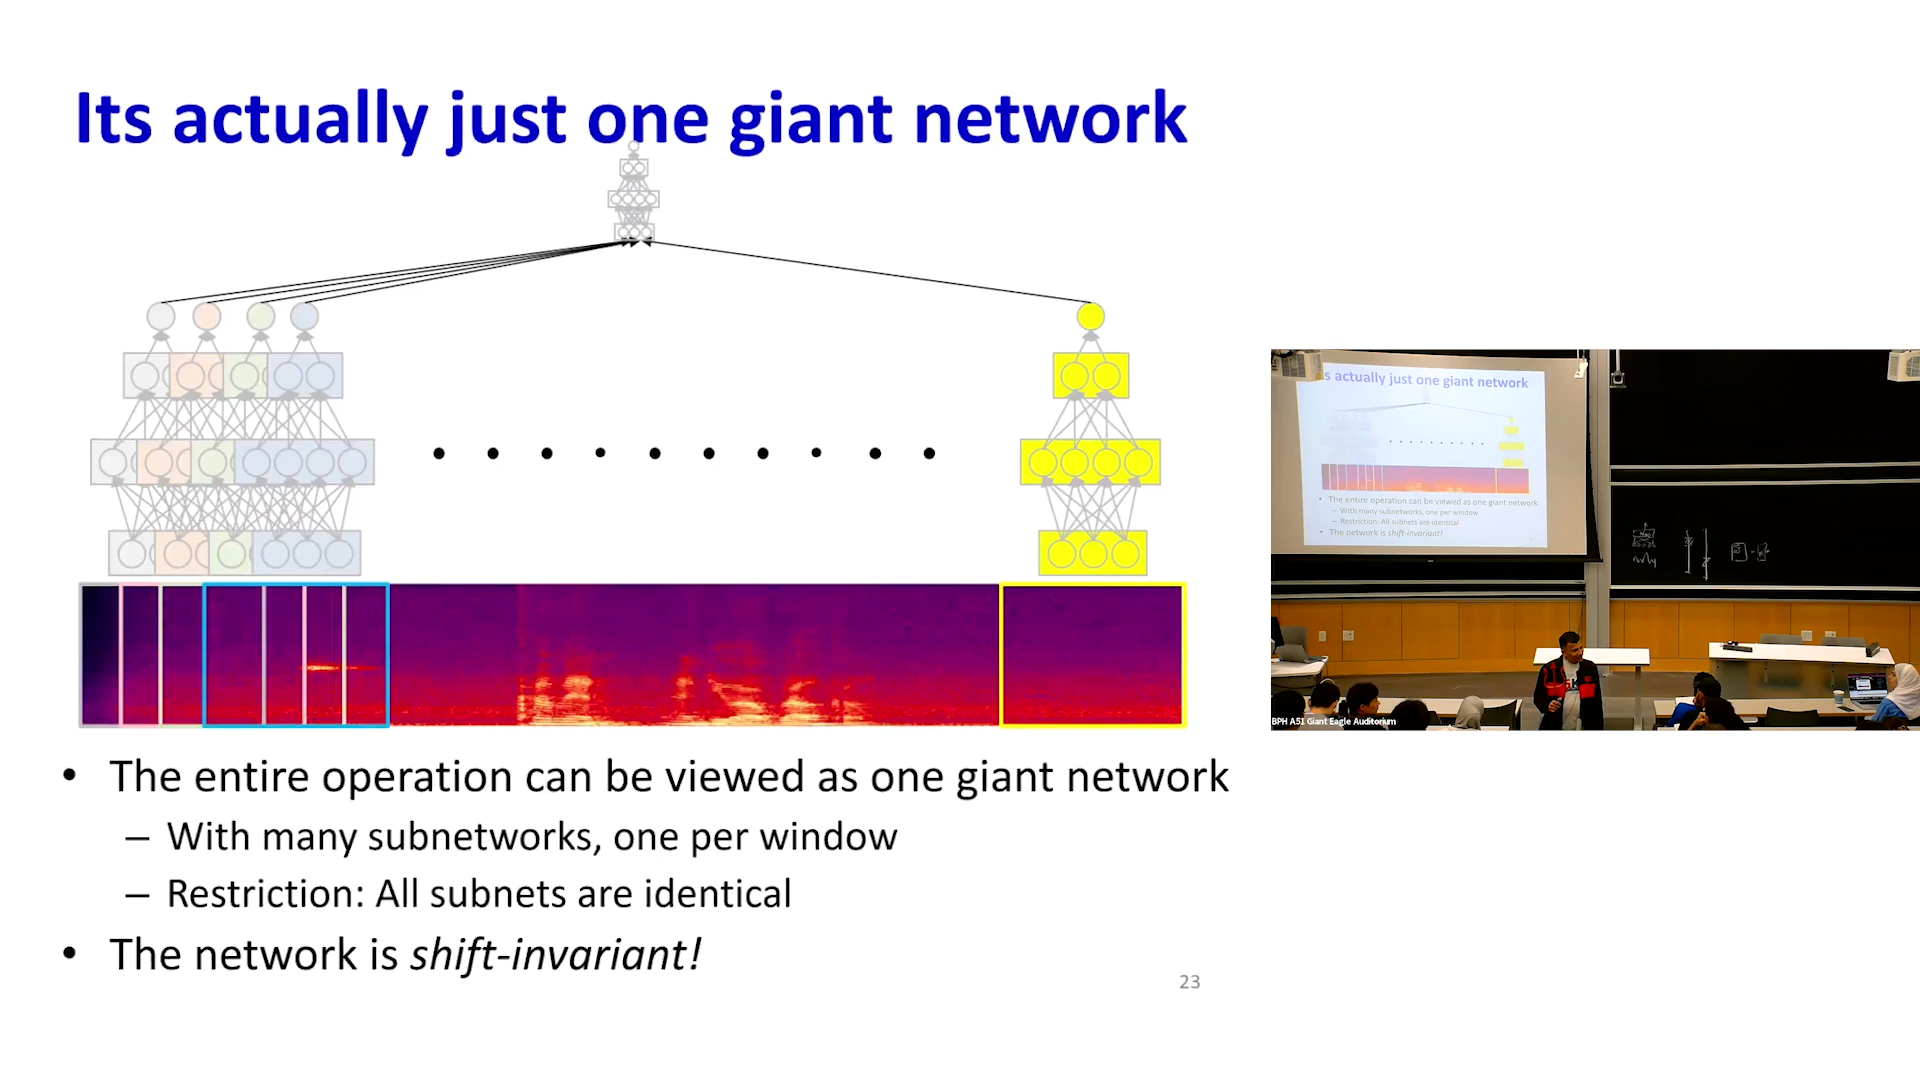 Its actually just one giant network
• The entire operation can be viewed as one giant network
– With many subnetworks, one per window
– Restriction: All subnets are identical
• The network is shift-invariant!
23
s actually just one giant network
• The entire operation can be viewed as one giant network
– With many subnetworks, one per window
– Restriction: All subnets are identical
• The network is shift-invariant!
BPH A51 Giant Eagle Auditorium